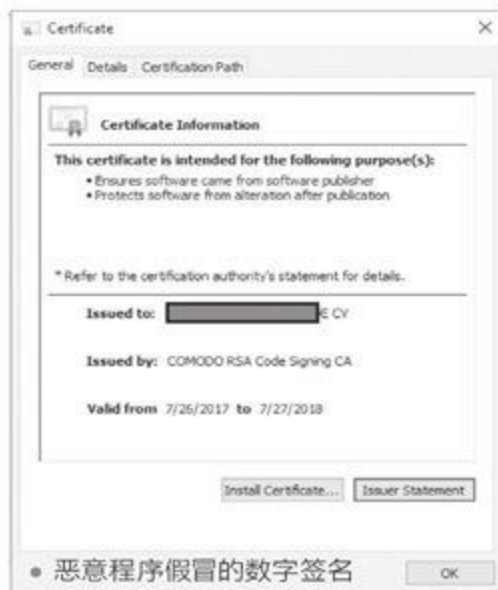 Certificate
General Details Certification Path
Certificate Information
This certificate is intended for the following purpose(s):
• Ensures software came from software publisher
• Protects software from alteration after publication
* Refer to the certification authority's statement for details.
Issued to: E CV
Issued by: COMODO RSA Code Signing CA
Valid from 7/26/2017 to 7/27/2018
Install Certificate... Issuer Statement
● 恶意程序假冒的数字签名
OK